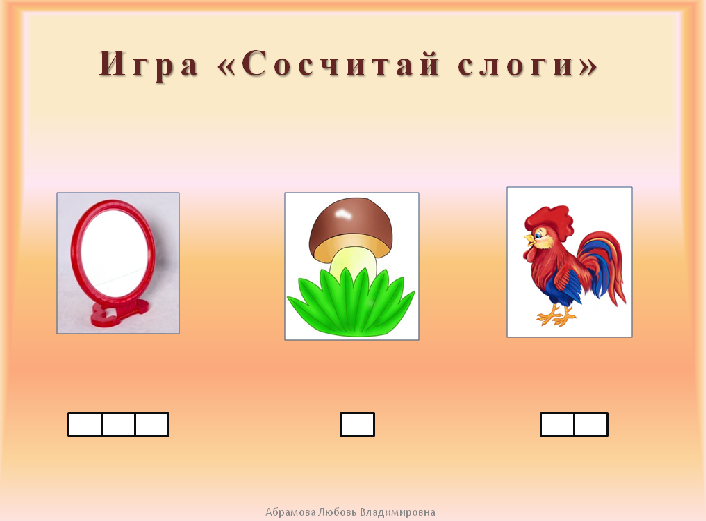 Игра «Сосчитай слоги»
Абрамова Любовь Владимировна